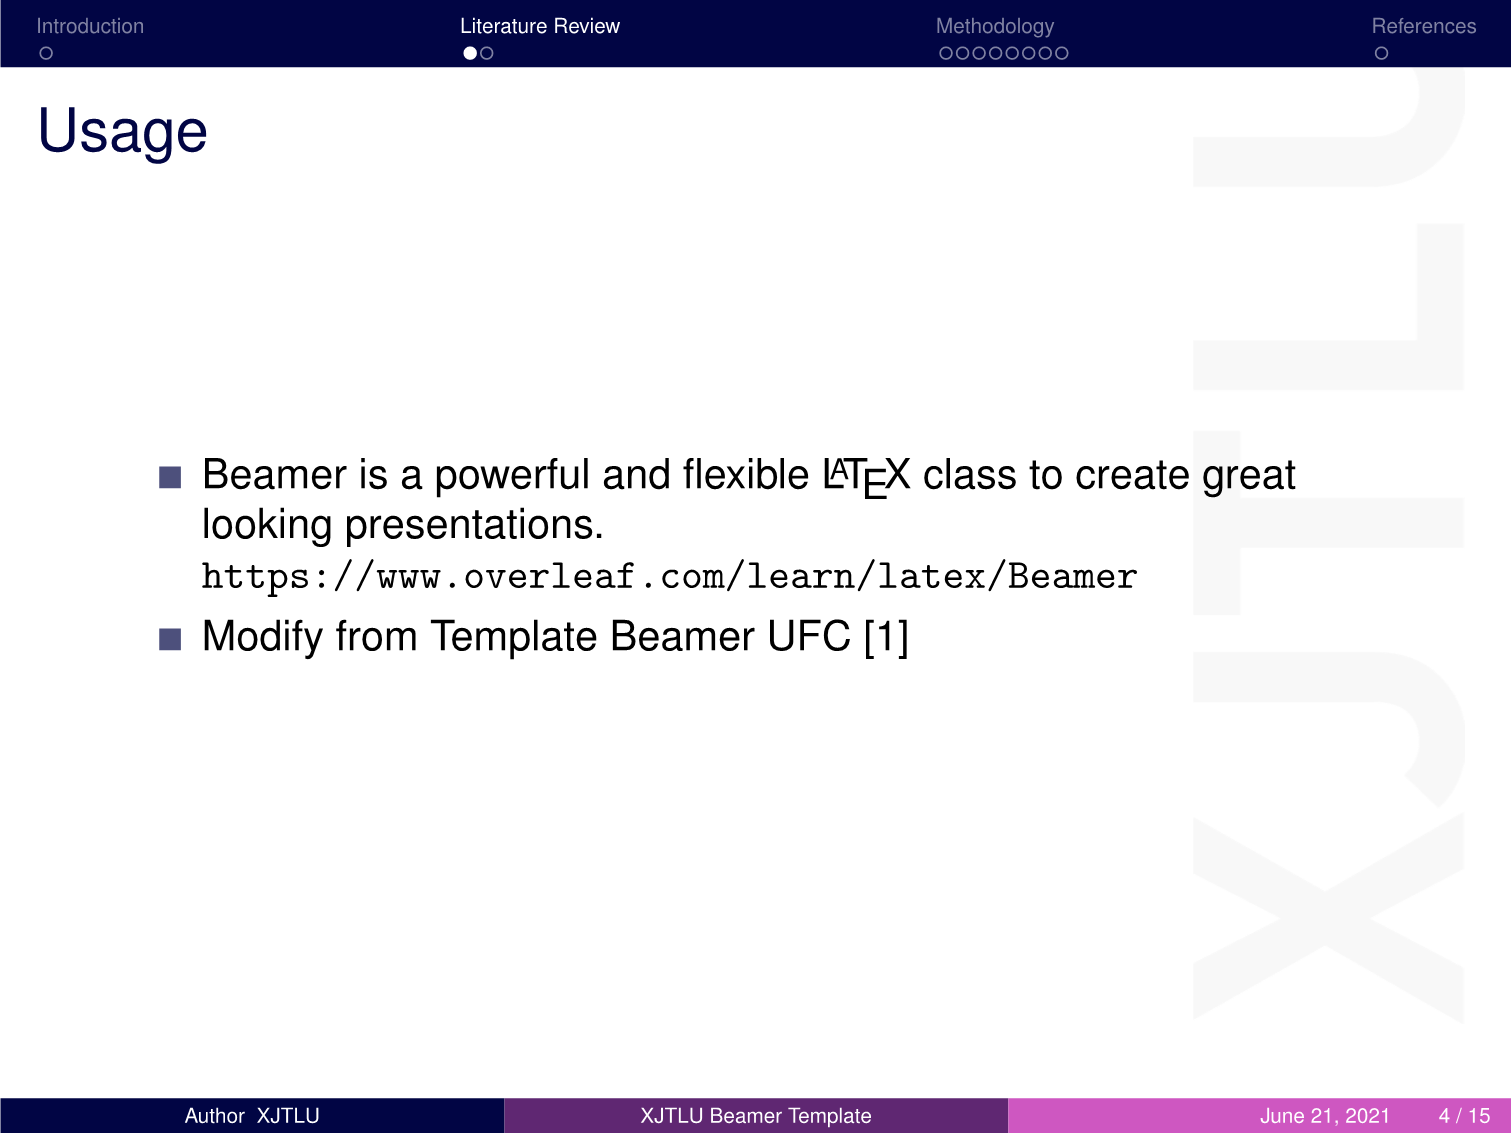 Introduction Literature Review Methodology References
Usage
Beamer is a powerful and flexible LATEX class to create great
looking presentations.
https://www.overleaf.com/learn/latex/Beamer
Modify from Template Beamer UFC [1]
XJTLU
Author XJTLU XJTLU Beamer Template June 21, 2021 4 / 15